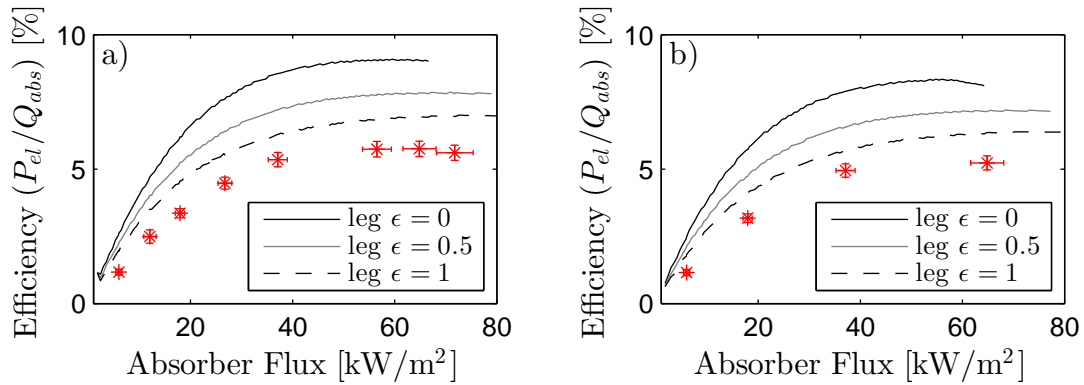 Efficiency (P_el/Q_abs) [%]
10
5
0
a)
leg ϵ = 0
leg ϵ = 0.5
leg ϵ = 1
20 40 60 80
Absorber Flux [kW/m²]
Efficiency (P_el/Q_abs) [%]
10
5
0
b)
leg ϵ = 0
leg ϵ = 0.5
leg ϵ = 1
20 40 60 80
Absorber Flux [kW/m²]